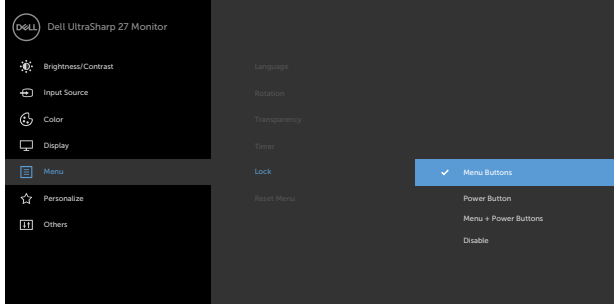 DELL Dell UltraSharp 27 Monitor
Brightness/Contrast
Language
Input Source
Rotation
Color
Transparency
Display
Timer
Menu
Lock
Menu Buttons
Personalize
Reset Menu
Power Button
Menu + Power Buttons
Others
Disable